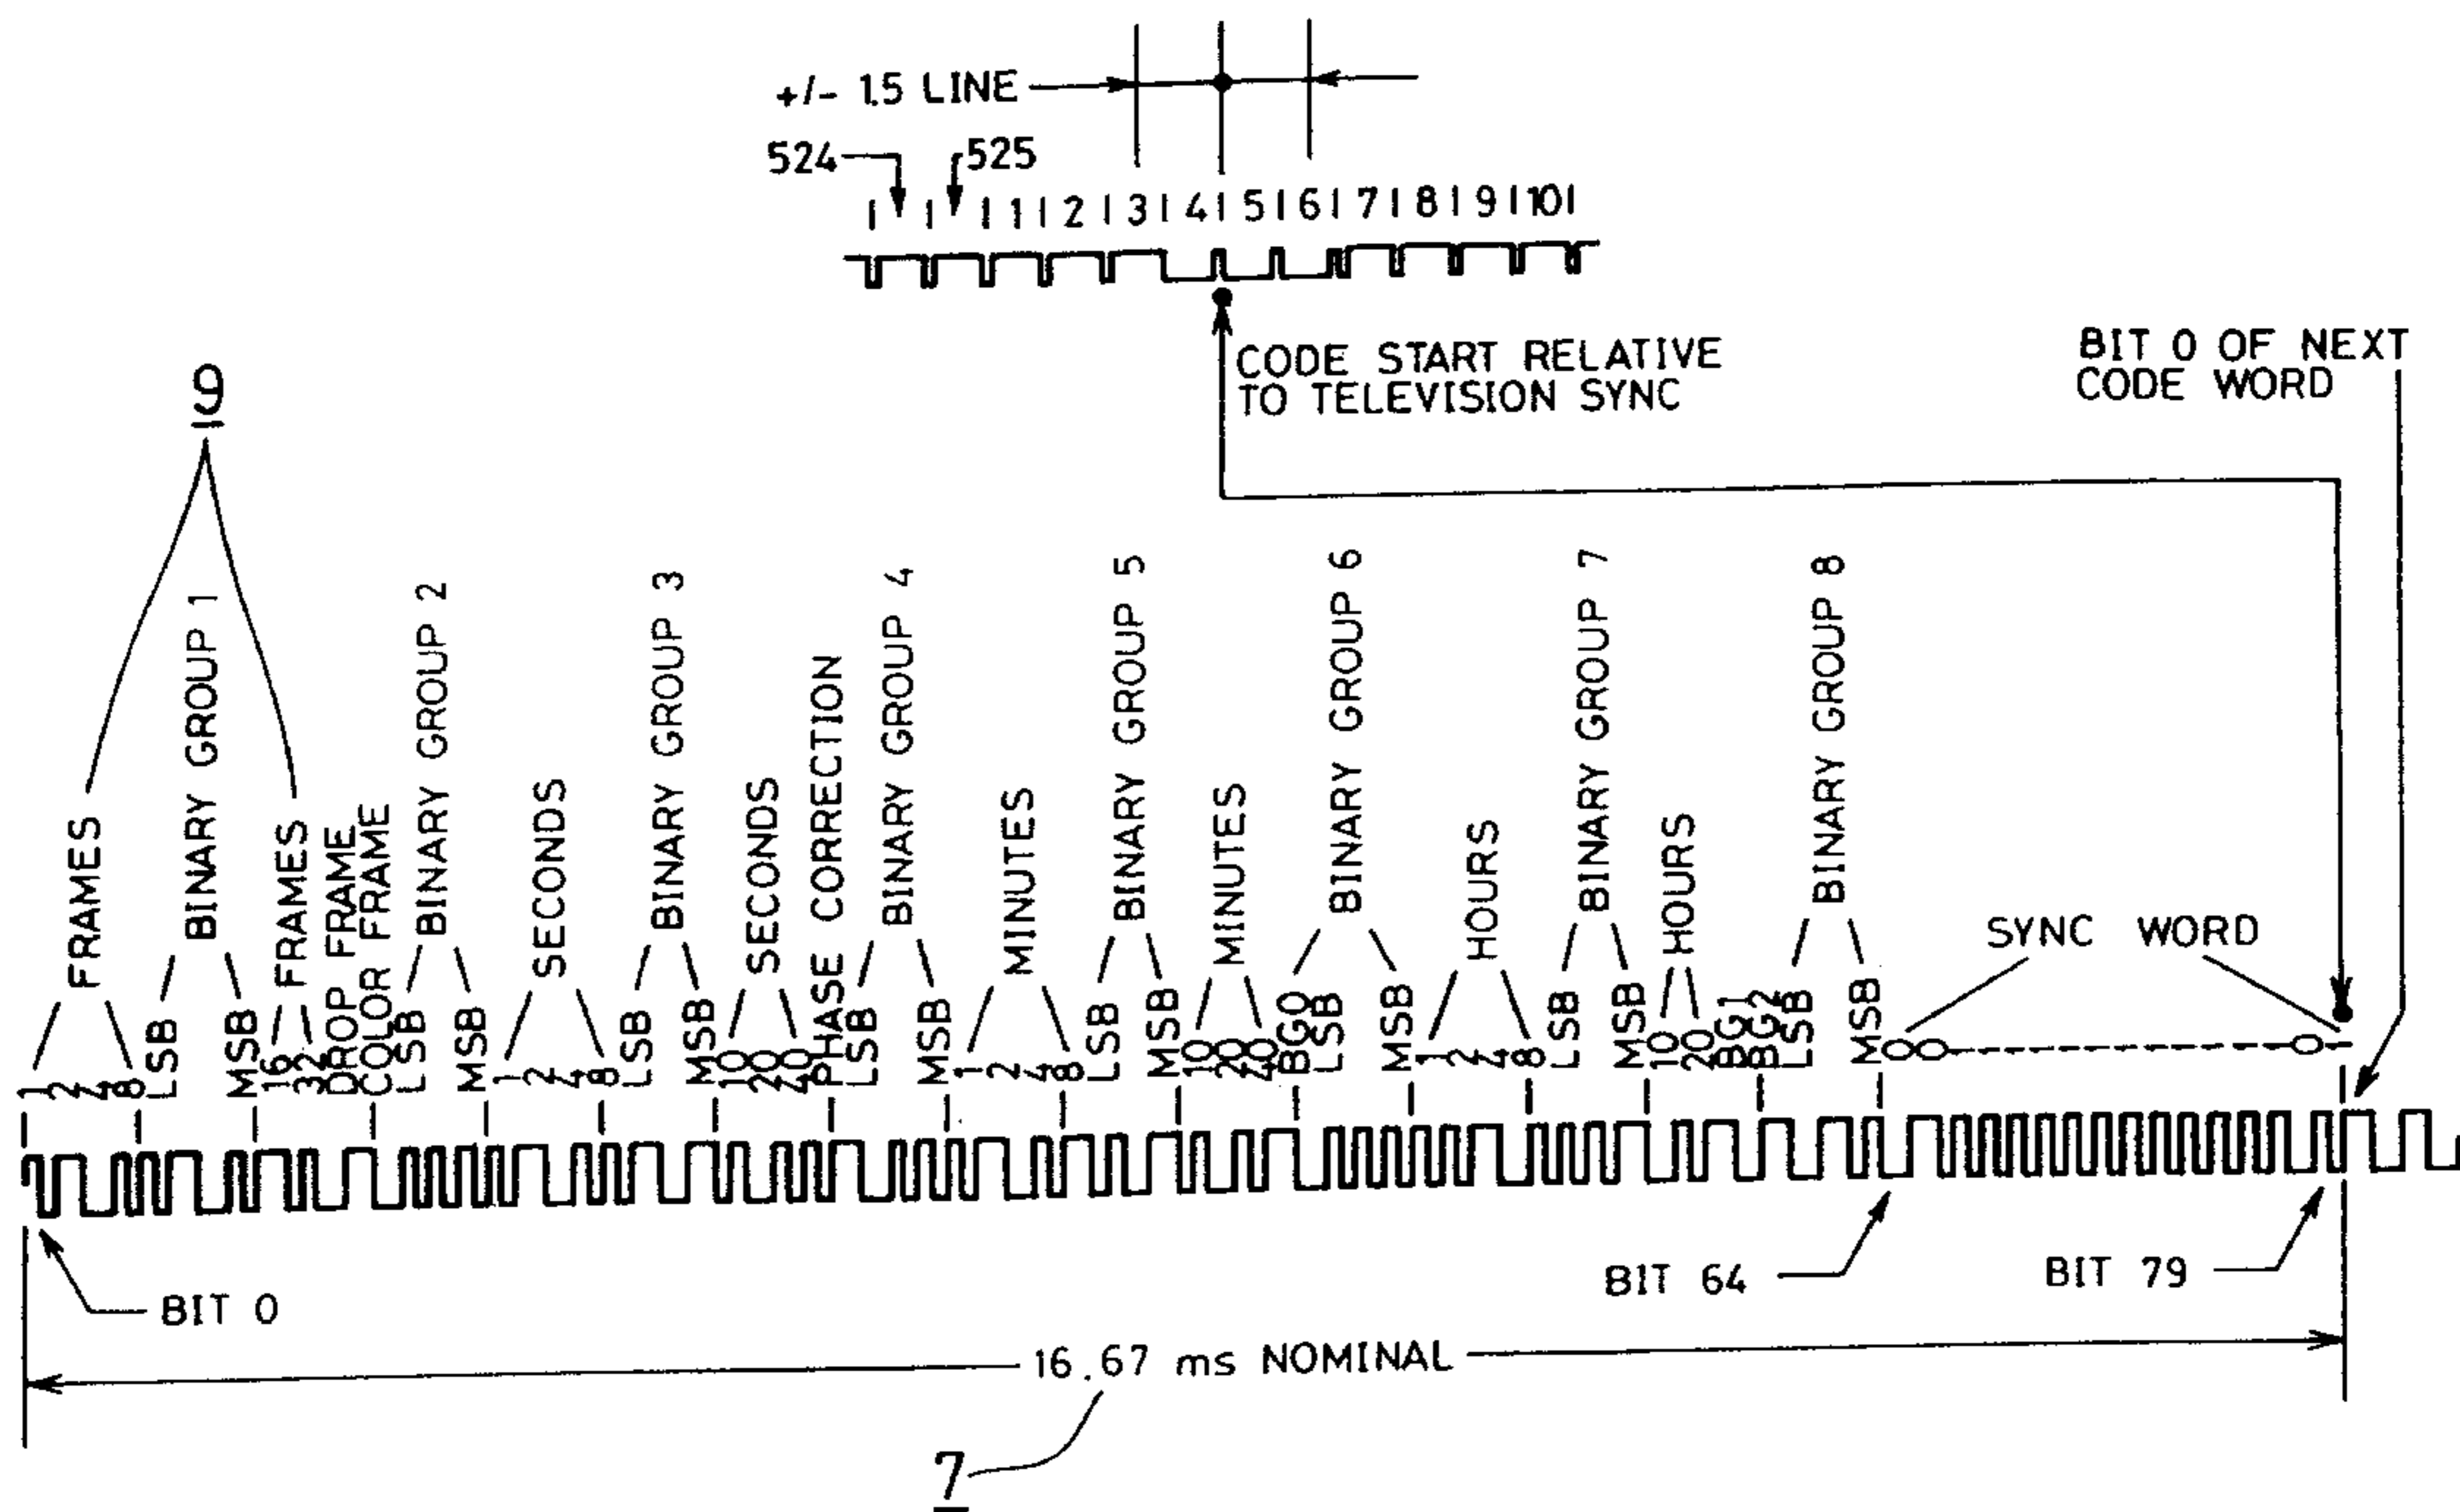 +/- 1.5 LINE
524
525
1 2 3 4 5 6 7 8 9 10
CODE START RELATIVE
TO TELEVISION SYNC
BIT 0 OF NEXT
CODE WORD
9
FRAMES
BINARY GROUP 1
FRAMES
DROP FRAME
COLOR FRAME
BINARY GROUP 2
SECONDS
BINARY GROUP 3
SECONDS
PHASE CORRECTION
BINARY GROUP 4
MINUTES
BINARY GROUP 5
MINUTES
BINARY GROUP 6
HOURS
BINARY GROUP 7
HOURS
BINARY GROUP 8
SYNC WORD
1 2 4 8 LSB MSB 16 32 LSB MSB 1 2 4 8 LSB MSB 10 20 40 LSB MSB 1 2 4 8 LSB MSB 10 20 40 BG0 LSB MSB 1 2 4 8 LSB MSB 10 20 BG1 BG2 LSB MSB 0 0 0
BIT 0
BIT 64
BIT 79
16.67 ms NOMINAL
7